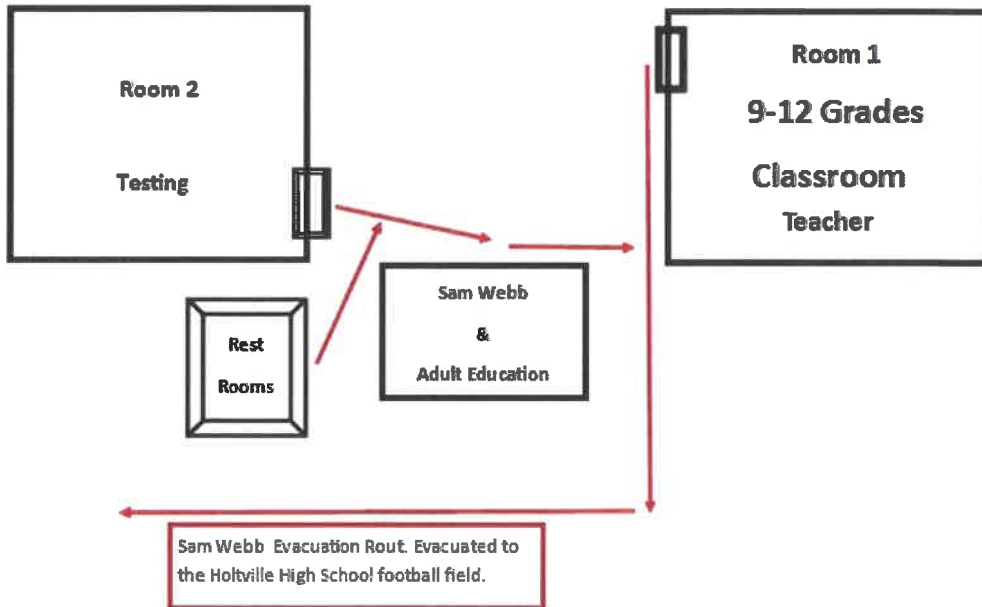 Room 2
Testing
Room 1
9-12 Grades
Classroom
Teacher
Sam Webb
&
Adult Education
Rest
Rooms
Sam Webb Evacuation Rout. Evacuated to
the Holtville High School football field.